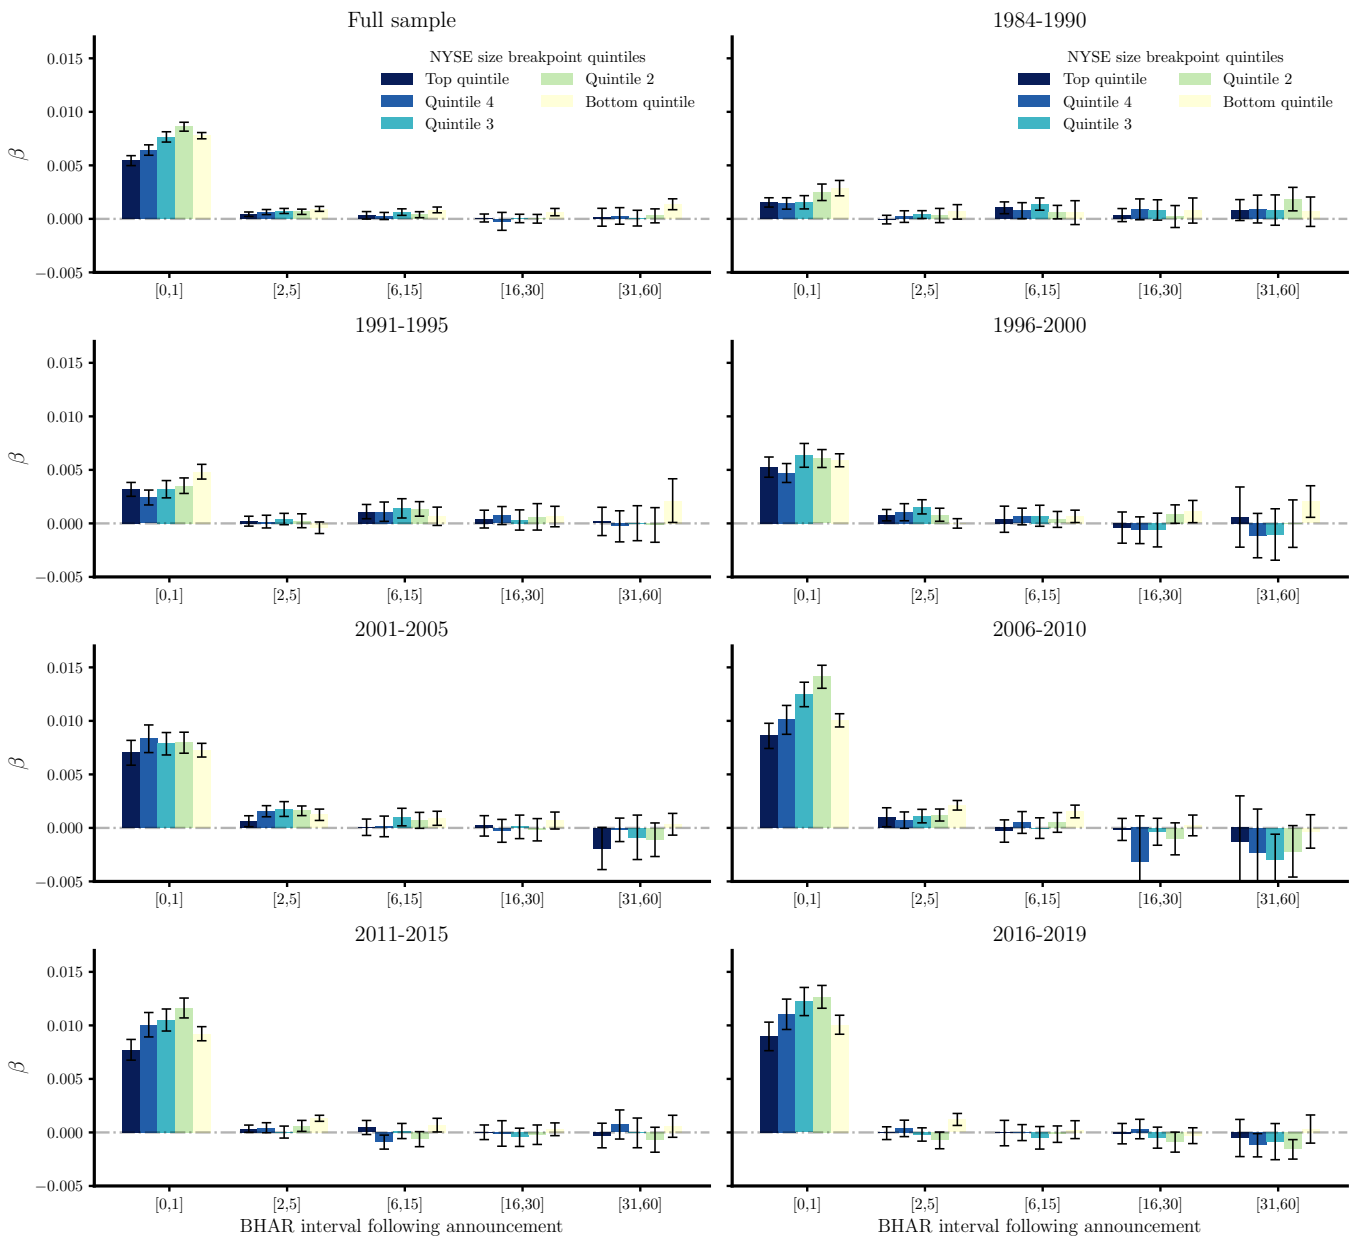 Full sample
1984-1990
0.015
0.010
0.005
0.000
−0.005
β
NYSE size breakpoint quintiles
Top quintile
Quintile 4
Quintile 3
Quintile 2
Bottom quintile
NYSE size breakpoint quintiles
Top quintile
Quintile 4
Quintile 3
Quintile 2
Bottom quintile
[0,1] [2,5] [6,15] [16,30] [31,60]
[0,1] [2,5] [6,15] [16,30] [31,60]
1991-1995
1996-2000
0.015
0.010
0.005
0.000
−0.005
β
[0,1] [2,5] [6,15] [16,30] [31,60]
[0,1] [2,5] [6,15] [16,30] [31,60]
2001-2005
2006-2010
0.015
0.010
0.005
0.000
−0.005
β
[0,1] [2,5] [6,15] [16,30] [31,60]
[0,1] [2,5] [6,15] [16,30] [31,60]
2011-2015
2016-2019
0.015
0.010
0.005
0.000
−0.005
β
[0,1] [2,5] [6,15] [16,30] [31,60]
[0,1] [2,5] [6,15] [16,30] [31,60]
BHAR interval following announcement
BHAR interval following announcement